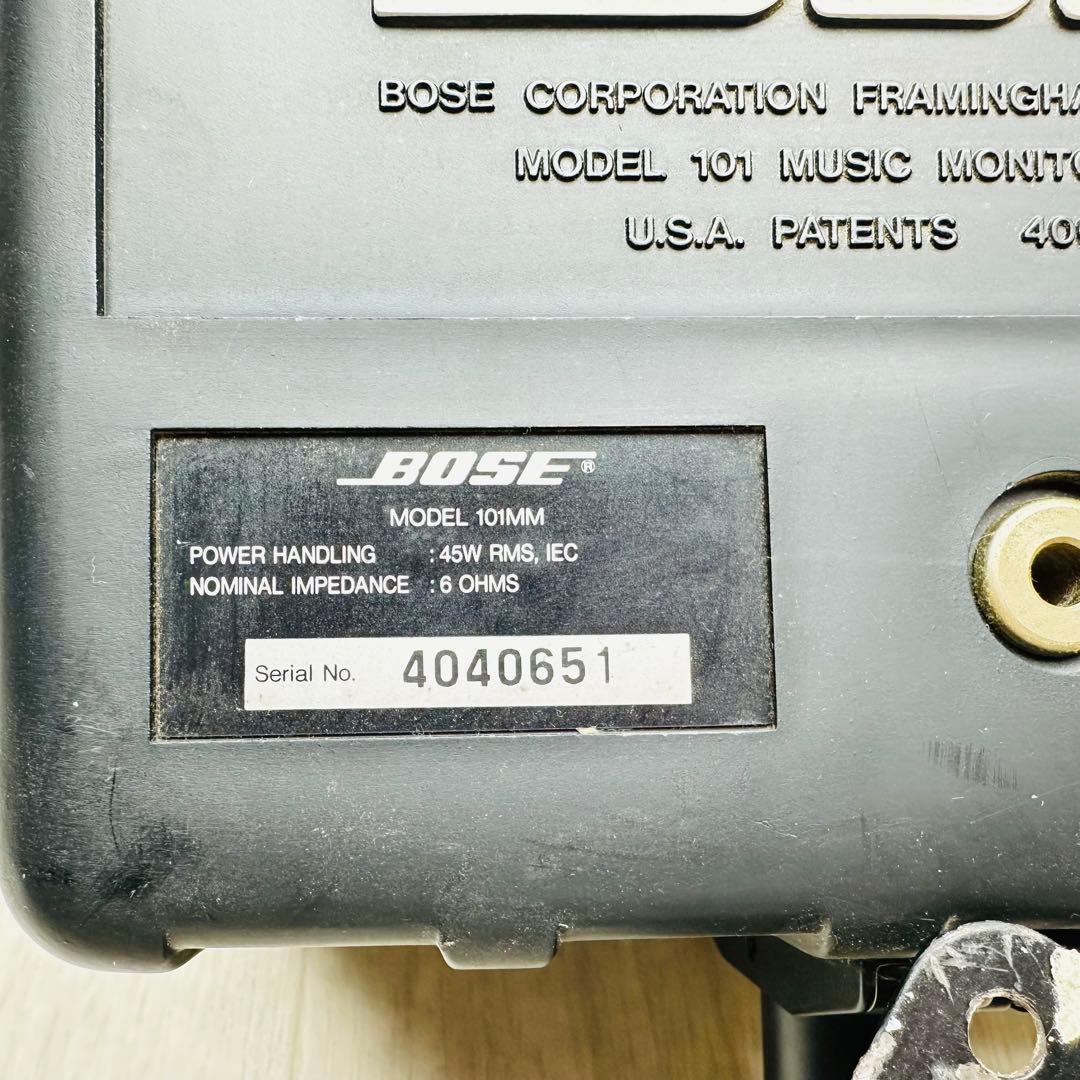 BOSE CORPORATION FRAMINGHA
MODEL 101 MUSIC MONITO
U.S.A. PATENTS 40
BOSE®
MODEL 101MM
POWER HANDLING : 45W RMS, IEC
NOMINAL IMPEDANCE : 6 OHMS
Serial No. 4040651